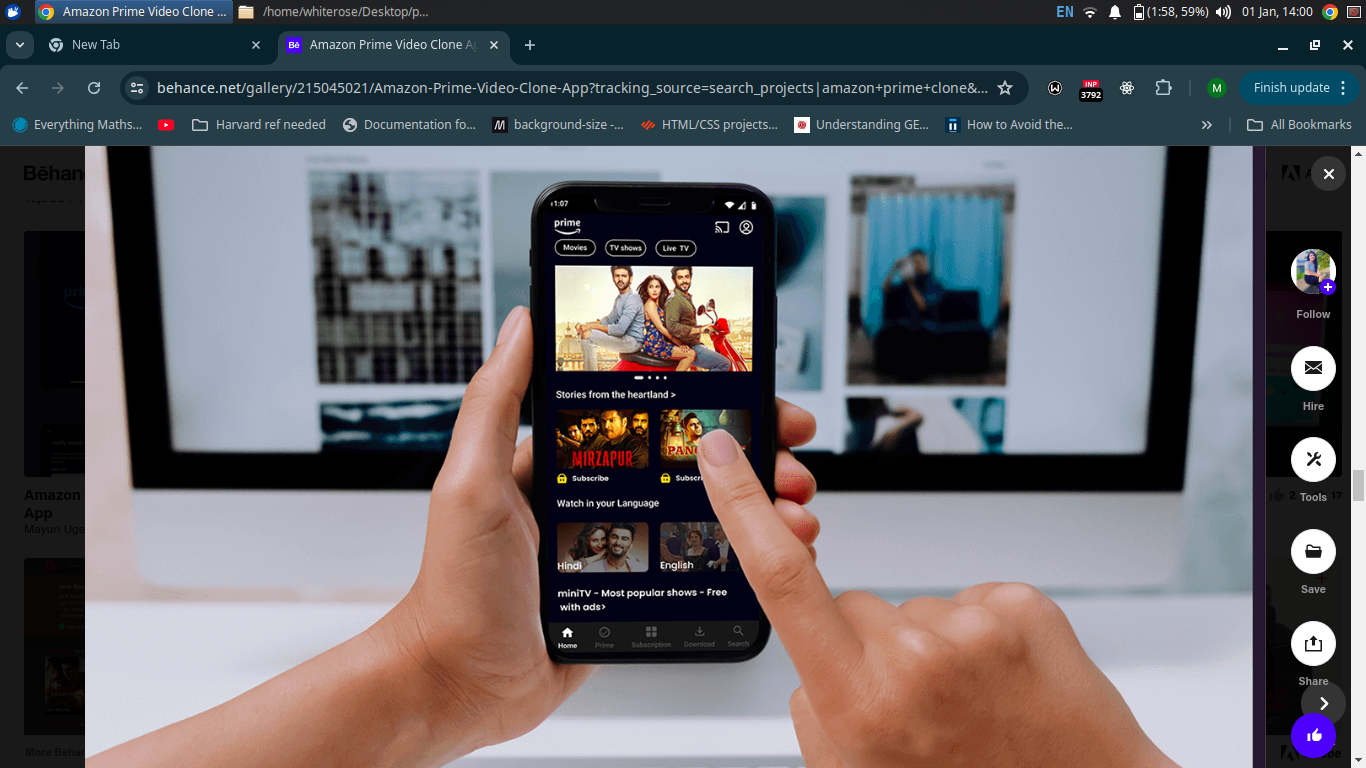 Amazon Prime Video Clone ...
/home/whiterose/Desktop/p...
EN
(1:58, 59%)
01 Jan, 14:00
New Tab
Bē
Amazon Prime Video Clone A
behance.net/gallery/215045021/Amazon-Prime-Video-Clone-App?tracking_source=search_projects|amazon+prime+clone&...
INP
3792
M
Finish update
Everything Maths...
Harvard ref needed
Documentation fo...
background-size -...
HTML/CSS projects...
Understanding GE...
How to Avoid the...
»
All Bookmarks
Bēhan
11:07
prime
Movies
TV shows
Live TV
Stories from the heartland >
MIRZAPUR
PANC
Subscribe
Subscri
Watch in your Language
Hindi
English
miniTV - Most popular shows - Free
with ads>
Home
Prime
Subscription
Download
Search
Follow
Hire
Tools
Save
Share
Amazon
App
Mayuri Uge
2
17
More Behan